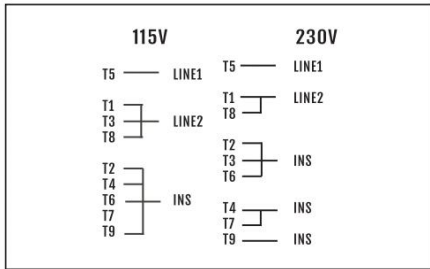 115V
T5 LINE1
T1
T3 LINE2
T8
T2
T4
T6 INS
T7
T9
230V
T5 LINE1
T1 LINE2
T8
T2
T3 INS
T6
T4 INS
T7
T9 INS